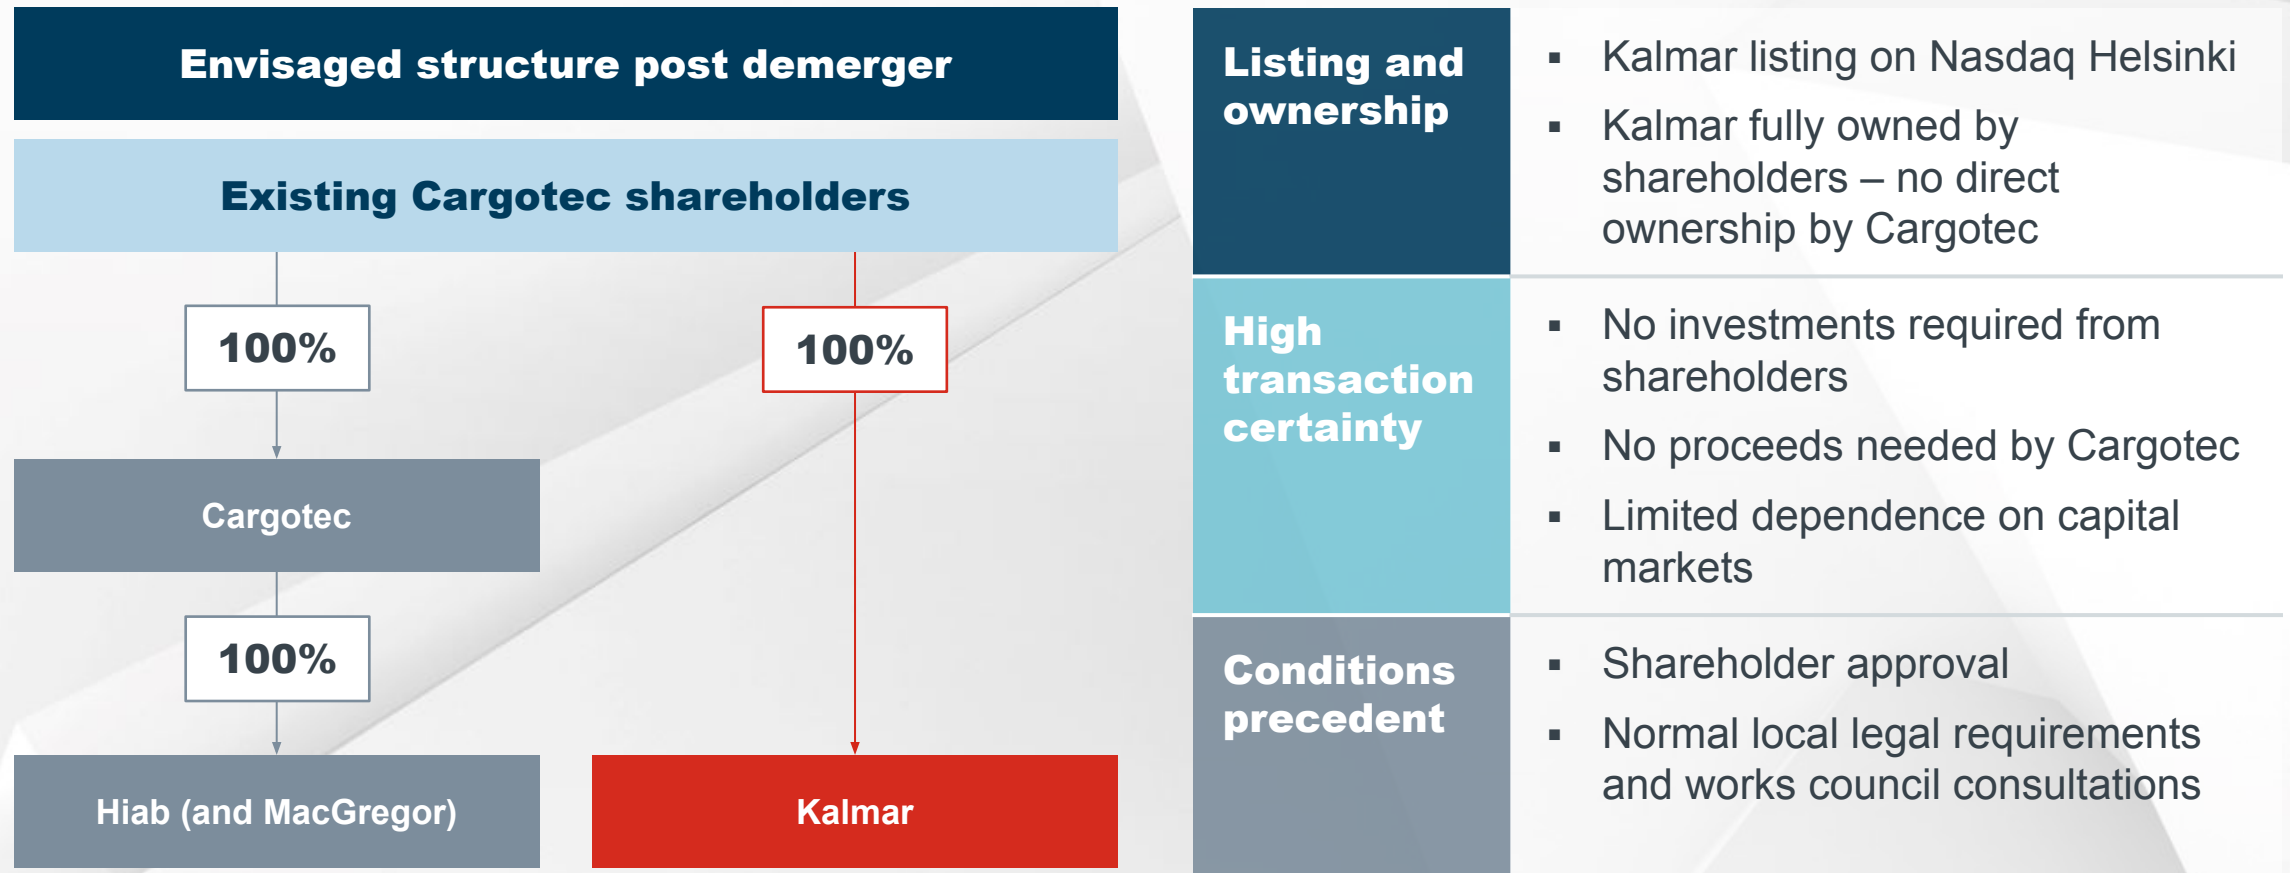 Envisaged structure post demerger
Existing Cargotec shareholders
100%
100%
Cargotec
100%
Hiab (and MacGregor)
Kalmar
Listing and
ownership
▪ Kalmar listing on Nasdaq Helsinki
▪ Kalmar fully owned by
shareholders – no direct
ownership by Cargotec
High
transaction
certainty
▪ No investments required from
shareholders
▪ No proceeds needed by Cargotec
▪ Limited dependence on capital
markets
Conditions
precedent
▪ Shareholder approval
▪ Normal local legal requirements
and works council consultations